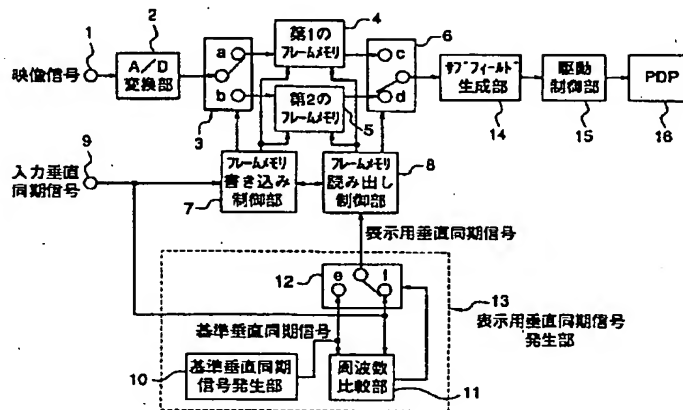 1
映像信号
2
A/D
変換部
a
b
3
4
第1の
フレームメモリ
第2の
フレームメモリ
5
6
c
d
サブフィールド
生成部
14
駆動
制御部
15
PDP
16
9
入力垂直
同期信号
フレームメモリ
書き込み
制御部
7
フレームメモリ
読み出し
制御部
8
表示用垂直同期信号
12
e
f
13
表示用垂直同期信号
発生部
基準垂直同期信号
10
基準垂直同期
信号発生部
周波数
比較部
11